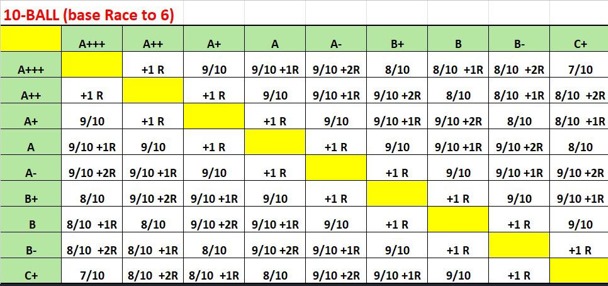 10-BALL (base Race to 6)
A+++ A++ A+ A A- B+ B B- C+
A+++ +1 R 9/10 9/10 +1R 9/10 +2R 8/10 8/10 +1R 8/10 +2R 7/10
A++ +1 R +1 R 9/10 9/10 +1R 9/10 +2R 8/10 8/10 +1R 8/10 +2R
A+ 9/10 +1 R +1 R 9/10 9/10 +1R 9/10 +2R 8/10 8/10 +1R
A 9/10 +1R 9/10 +1 R +1 R 9/10 9/10 +1R 9/10 +2R 8/10
A- 9/10 +2R 9/10 +1R 9/10 +1 R +1 R 9/10 9/10 +1R 9/10 +2R
B+ 8/10 9/10 +2R 9/10 +1R 9/10 +1 R +1 R 9/10 9/10 +1R
B 8/10 +1R 8/10 9/10 +2R 9/10 +1R 9/10 +1 R +1 R 9/10
B- 8/10 +2R 8/10 +1R 8/10 9/10 +2R 9/10 +1R 9/10 +1 R +1 R
C+ 7/10 8/10 +2R 8/10 +1R 8/10 9/10 +2R 9/10 +1R 9/10 +1 R